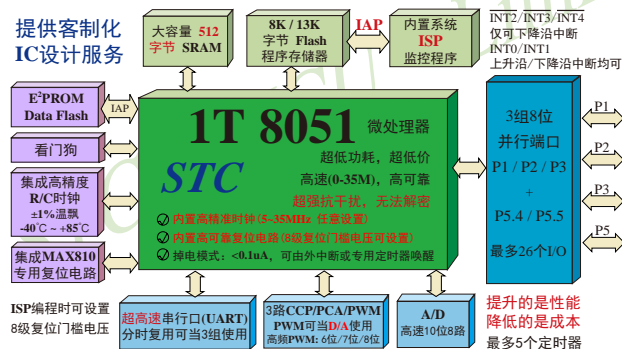 提供客制化
IC设计服务
大容量 512
字节 SRAM
8K / 13K
字节 Flash
程序存储器
IAP
内置系统
ISP
监控程序
INT2/INT3/INT4
仅可下降沿中断
INT0/INT1
上升沿/下降沿中断均可
E²PROM
Data Flash
IAP
看门狗
集成高精度
R/C时钟
±1%温飘
-40℃ ~ +85℃
集成MAX810
专用复位电路
1T 8051 微处理器
STC
超低功耗，超低价
高速(0-35M)，高可靠
超强抗干扰，无法解密
内置高精准时钟(5~35MHz 任意设置)
内置高可靠复位电路(8级复位门槛电压可设置)
掉电模式：<0.1uA，可由外中断或专用定时器唤醒
3组8位
并行端口
P1 / P2 / P3
+
P5.4 / P5.5
最多26个I/O
P1
P2
P3
P5
ISP编程时可设置
8级复位门槛电压
超高速串行口(UART)
分时复用可当3组使用
3路CCP/PCA/PWM
PWM可当D/A使用
高频PWM: 6位/7位/8位
A/D
高速10位8路
提升的是性能
降低的是成本
最多5个定时器